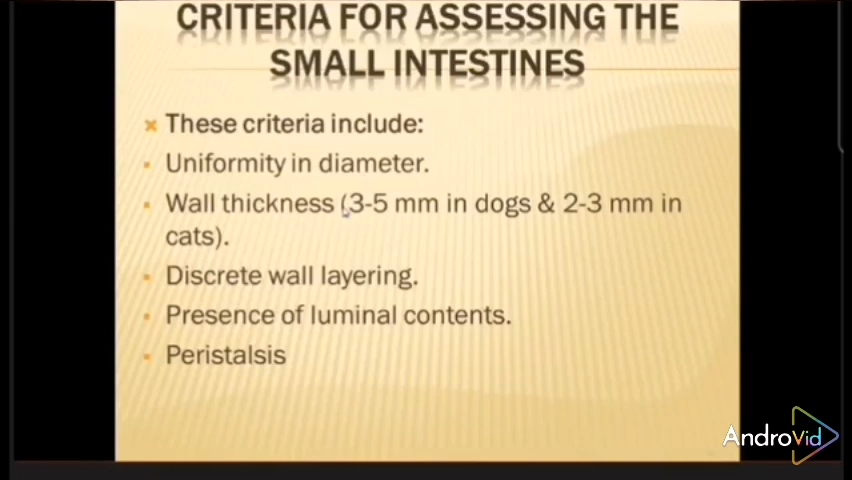 CRITERIA FOR ASSESSING THE
SMALL INTESTINES
These criteria include:
Uniformity in diameter.
Wall thickness (3-5 mm in dogs & 2-3 mm in
cats).
Discrete wall layering.
Presence of luminal contents.
Peristalsis
AndroVid